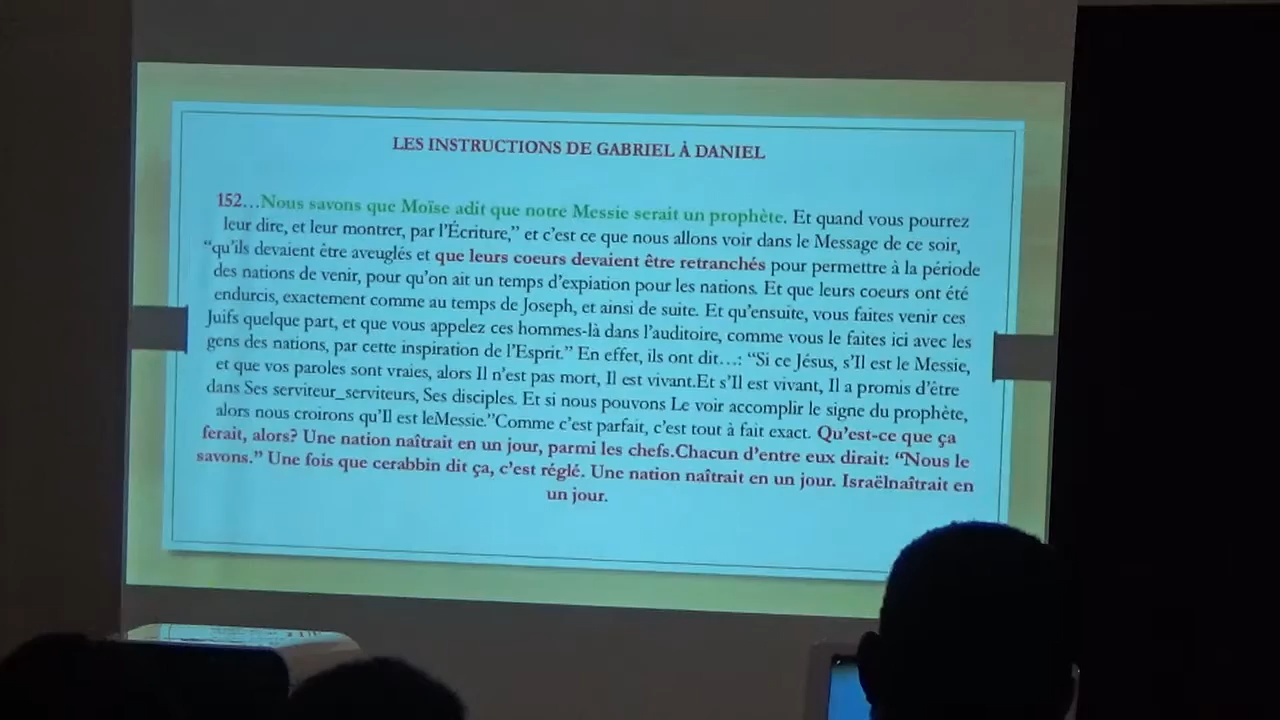 LES INSTRUCTIONS DE GABRIEL À DANIEL
152…Nous savons que Moïse adit que notre Messie serait un prophète. Et quand vous pourrez
leur dire, et leur montrer, par l’Écriture,” et c’est ce que nous allons voir dans le Message de ce soir,
“qu’ils devaient être aveuglés et que leurs coeurs devaient être retranchés pour permettre à la période
des nations de venir, pour qu’on ait un temps d’expiation pour les nations. Et que leurs coeurs ont été
endurcis, exactement comme au temps de Joseph, et ainsi de suite. Et qu’ensuite, vous faites venir ces
Juifs quelque part, et que vous appelez ces hommes-là dans l’auditoire, comme vous le faites ici avec les
gens des nations, par cette inspiration de l’Esprit.” En effet, ils ont dit…: “Si ce Jésus, s’Il est le Messie,
et que vos paroles sont vraies, alors Il n’est pas mort, Il est vivant.Et s’Il est vivant, Il a promis d’être
dans Ses serviteur_serviteurs, Ses disciples. Et si nous pouvons Le voir accomplir le signe du prophète,
alors nous croirons qu’Il est leMessie.”Comme c’est parfait, c’est tout à fait exact. Qu’est-ce que ça
ferait, alors? Une nation naîtrait en un jour, parmi les chefs.Chacun d’entre eux dirait: “Nous le
savons.” Une fois que cerabbin dit ça, c’est réglé. Une nation naîtrait en un jour. Israëlnaîtrait en
un jour.